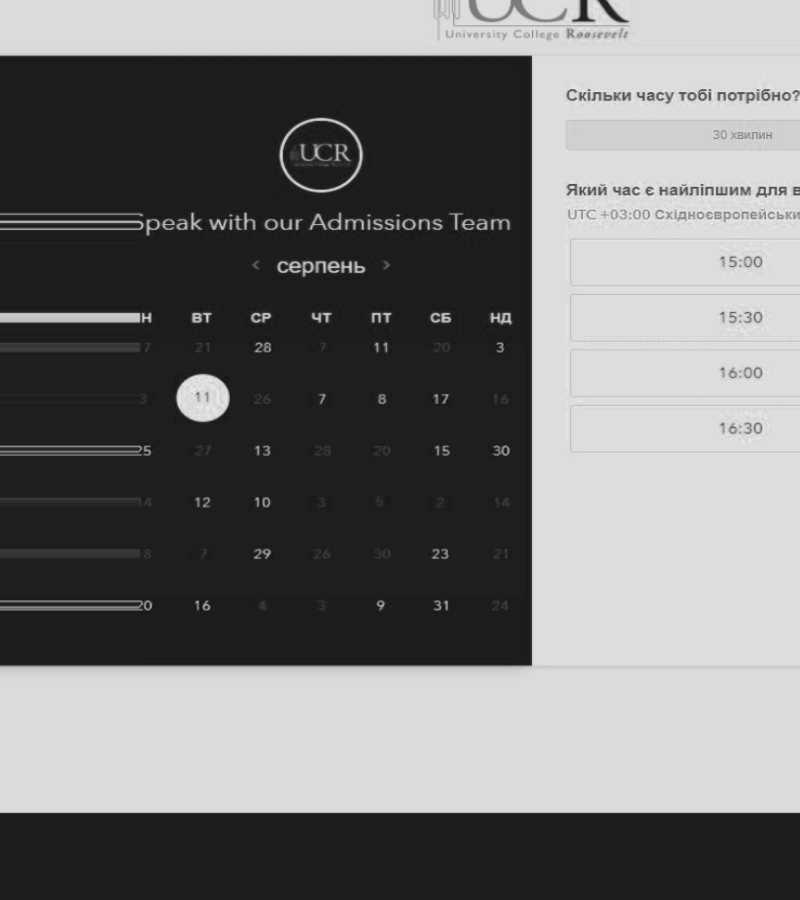 UCR
University College Roosevelt
UCR
Speak with our Admissions Team
< серпень >
Н ВТ СР ЧТ ПТ СБ НД
7 21 28 7 11 20 3
3 11 26 7 8 17 16
25 27 13 28 20 15 30
14 12 10 3 5 2 14
8 7 29 26 30 23 21
20 16 4 3 9 31 24
Скільки часу тобі потрібно?
30 хвилин
Який час є найліпшим для в
UTC +03:00 Східноєвропейськи
15:00
15:30
16:00
16:30